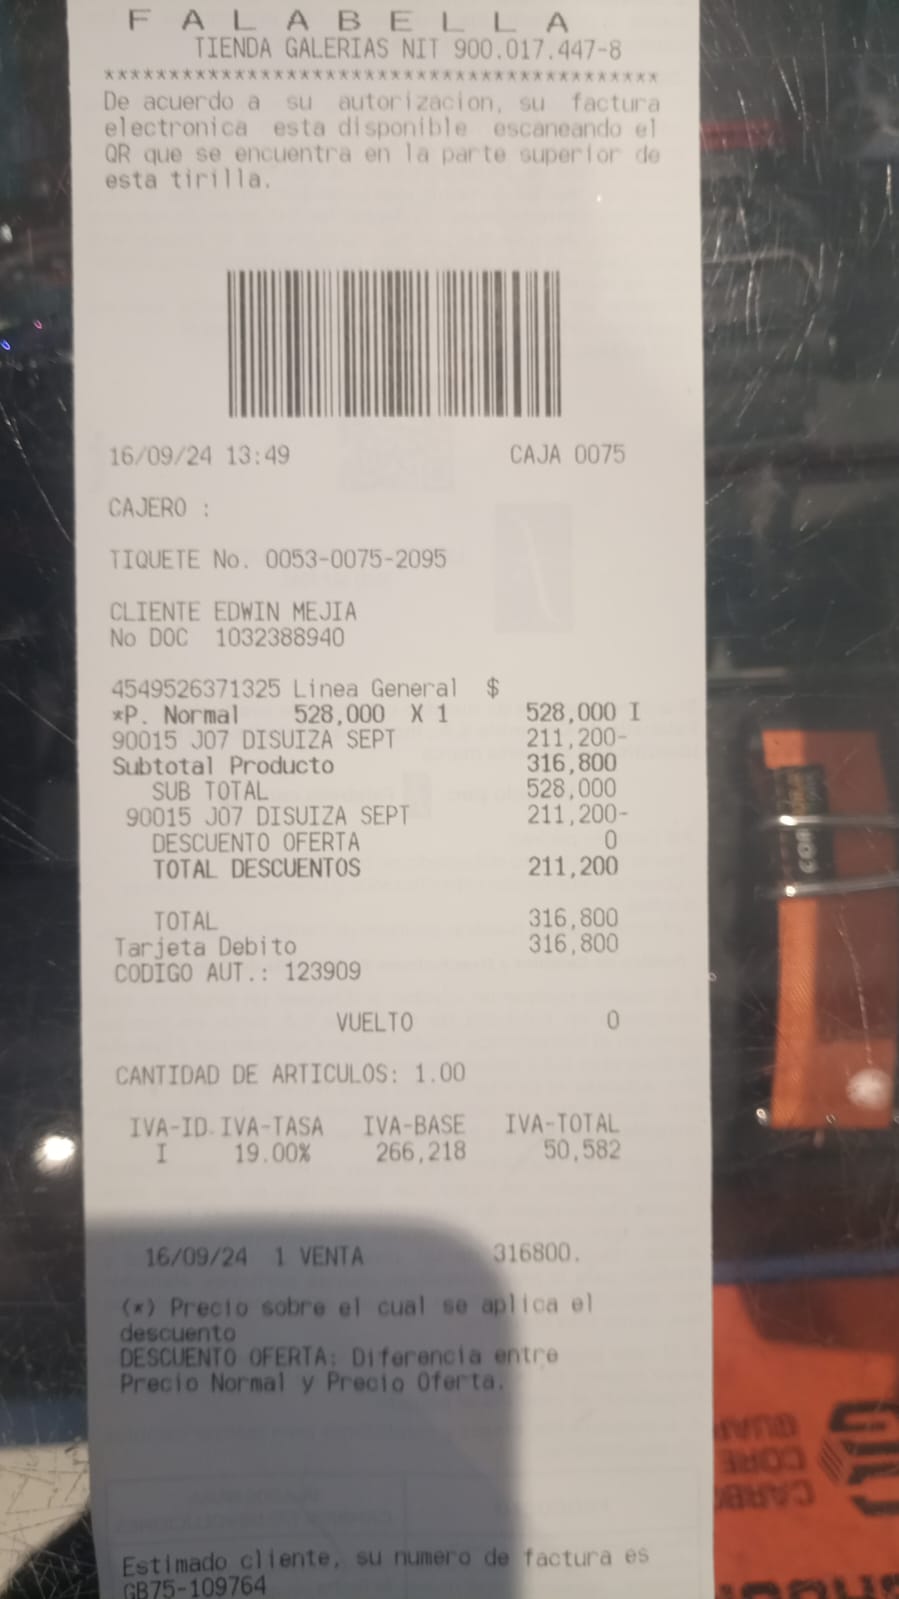 F A L A B E L L A
TIENDA GALERIAS NIT 900.017.447-8
*******************************************
De acuerdo a su autorizacion, su factura
electronica esta disponible escaneando el
QR que se encuentra en la parte superior de
esta tirilla.
16/09/24 13:49 CAJA 0075
CAJERO :
TIQUETE No. 0053-0075-2095
CLIENTE EDWIN MEJIA
No DOC 1032388940
4549526371325 Linea General $
*P. Normal 528,000 X 1 528,000 I
90015 J07 DISUIZA SEPT 211,200-
Subtotal Producto 316,800
SUB TOTAL 528,000
90015 J07 DISUIZA SEPT 211,200-
DESCUENTO OFERTA 0
TOTAL DESCUENTOS 211,200
TOTAL 316,800
Tarjeta Debito 316,800
CODIGO AUT.: 123909
VUELTO 0
CANTIDAD DE ARTICULOS: 1.00
IVA-ID IVA-TASA IVA-BASE IVA-TOTAL
I 19.00% 266,218 50,582
16/09/24 1 VENTA 316800.
(*) Precio sobre el cual se aplica el
descuento
DESCUENTO OFERTA: Diferencia entre
Precio Normal y Precio Oferta.
Estimado cliente, su numero de factura es
GB75-109764
CARBO
CORE
GUAR